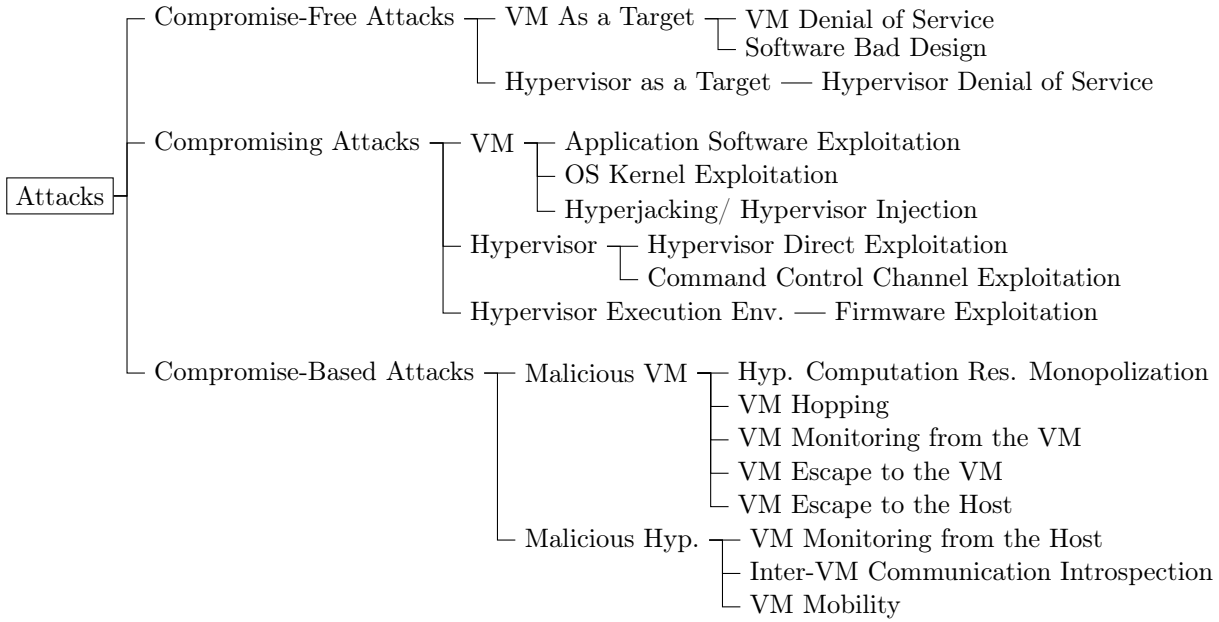 Attacks
Compromise-Free Attacks
VM As a Target
VM Denial of Service
Software Bad Design
Hypervisor as a Target
Hypervisor Denial of Service
Compromising Attacks
VM
Application Software Exploitation
OS Kernel Exploitation
Hyperjacking/ Hypervisor Injection
Hypervisor
Hypervisor Direct Exploitation
Command Control Channel Exploitation
Hypervisor Execution Env.
Firmware Exploitation
Compromise-Based Attacks
Malicious VM
Hyp. Computation Res. Monopolization
VM Hopping
VM Monitoring from the VM
VM Escape to the VM
VM Escape to the Host
Malicious Hyp.
VM Monitoring from the Host
Inter-VM Communication Introspection
VM Mobility